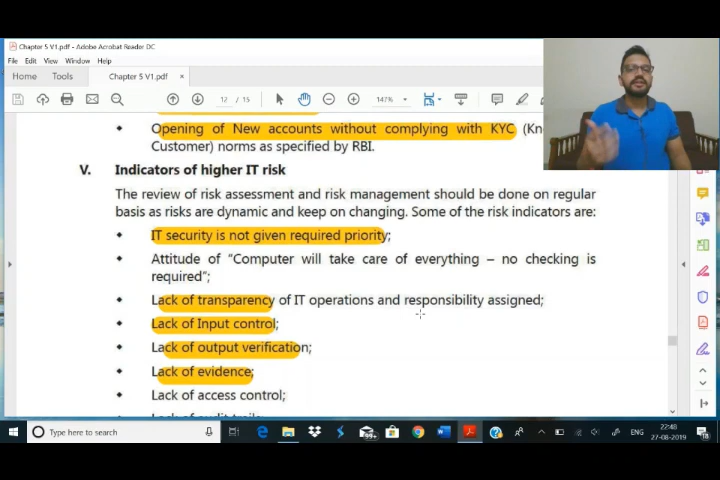 Chapter 5 V1.pdf - Adobe Acrobat Reader DC
File Edit View Window Help
Home Tools Chapter 5 V1.pdf ×
12 / 15 147%
Opening of New accounts without complying with KYC (Kn
Customer) norms as specified by RBI.
V. Indicators of higher IT risk
The review of risk assessment and risk management should be done on regular
basis as risks are dynamic and keep on changing. Some of the risk indicators are:
IT security is not given required priority;
Attitude of “Computer will take care of everything – no checking is
required”;
Lack of transparency of IT operations and responsibility assigned;
Lack of Input control;
Lack of output verification;
Lack of evidence;
Lack of access control;
Lack of audit trails
Type here to search
99+
ENG
22:48
27-08-2019